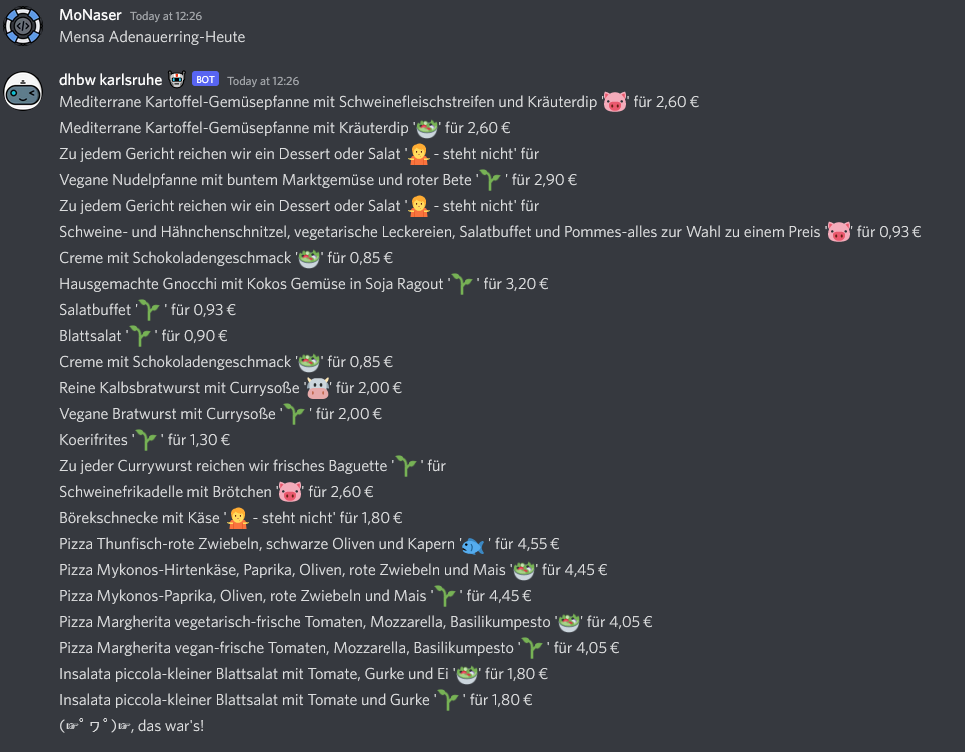 MoNaser Today at 12:26
Mensa Adenauerring-Heute
dhbw karlsruhe BOT Today at 12:26
Mediterrane Kartoffel-Gemüsepfanne mit Schweinefleischstreifen und Kräuterdip '🐷' für 2,60 €
Mediterrane Kartoffel-Gemüsepfanne mit Kräuterdip '🥗' für 2,60 €
Zu jedem Gericht reichen wir ein Dessert oder Salat '🤷 - steht nicht' für
Vegane Nudelpfanne mit buntem Marktgemüse und roter Bete '🌱 ' für 2,90 €
Zu jedem Gericht reichen wir ein Dessert oder Salat '🤷 - steht nicht' für
Schweine- und Hähnchenschnitzel, vegetarische Leckereien, Salatbuffet und Pommes-alles zur Wahl zu einem Preis '🐷' für 0,93 €
Creme mit Schokoladengeschmack '🥗' für 0,85 €
Hausgemachte Gnocchi mit Kokos Gemüse in Soja Ragout '🌱 ' für 3,20 €
Salatbuffet '🌱 ' für 0,93 €
Blattsalat '🌱 ' für 0,90 €
Creme mit Schokoladengeschmack '🥗' für 0,85 €
Reine Kalbsbratwurst mit Currysoße '🐮' für 2,00 €
Vegane Bratwurst mit Currysoße '🌱 ' für 2,00 €
Koerifrites '🌱 ' für 1,30 €
Zu jeder Currywurst reichen wir frisches Baguette '🌱 ' für
Schweinefrikadelle mit Brötchen '🐷' für 2,60 €
Börekschnecke mit Käse '🤷 - steht nicht' für 1,80 €
Pizza Thunfisch-rote Zwiebeln, schwarze Oliven und Kapern '🐟 ' für 4,55 €
Pizza Mykonos-Hirtenkäse, Paprika, Oliven, rote Zwiebeln und Mais '🥗' für 4,45 €
Pizza Mykonos-Paprika, Oliven, rote Zwiebeln und Mais '🌱 ' für 4,45 €
Pizza Margherita vegetarisch-frische Tomaten, Mozzarella, Basilikumpesto '🥗' für 4,05 €
Pizza Margherita vegan-frische Tomaten, Mozzarella, Basilikumpesto '🌱 ' für 4,05 €
Insalata piccola-kleiner Blattsalat mit Tomate, Gurke und Ei '🥗' für 1,80 €
Insalata piccola-kleiner Blattsalat mit Tomate und Gurke '🌱 ' für 1,80 €
(☞ﾟヮﾟ)☞, das war's!